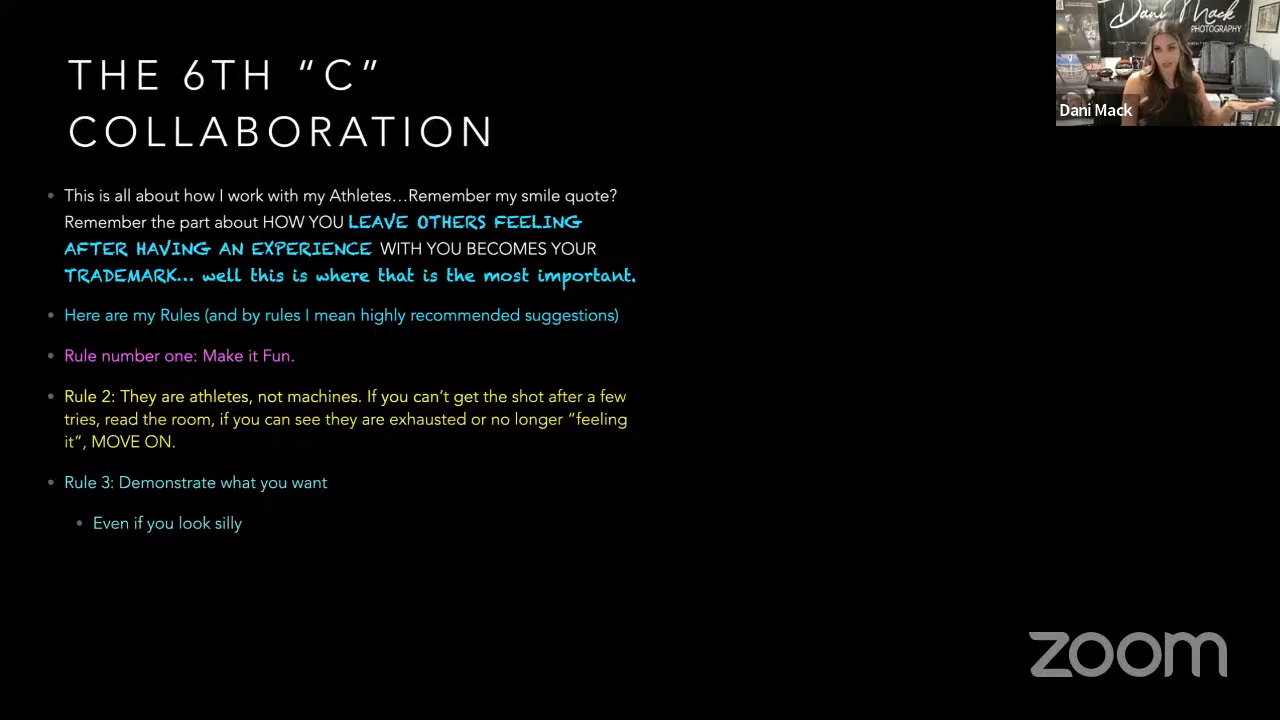 THE 6TH “C”
COLLABORATION
This is all about how I work with my Athletes…Remember my smile quote?
Remember the part about HOW YOU LEAVE OTHERS FEELING
AFTER HAVING AN EXPERIENCE WITH YOU BECOMES YOUR
TRADEMARK… well this is where that is the most important.
Here are my Rules (and by rules I mean highly recommended suggestions)
Rule number one: Make it Fun.
Rule 2: They are athletes, not machines. If you can’t get the shot after a few
tries, read the room, if you can see they are exhausted or no longer “feeling
it”, MOVE ON.
Rule 3: Demonstrate what you want
Even if you look silly
Dani Mack
PHOTOGRAPHY
Dani Mack
zoom